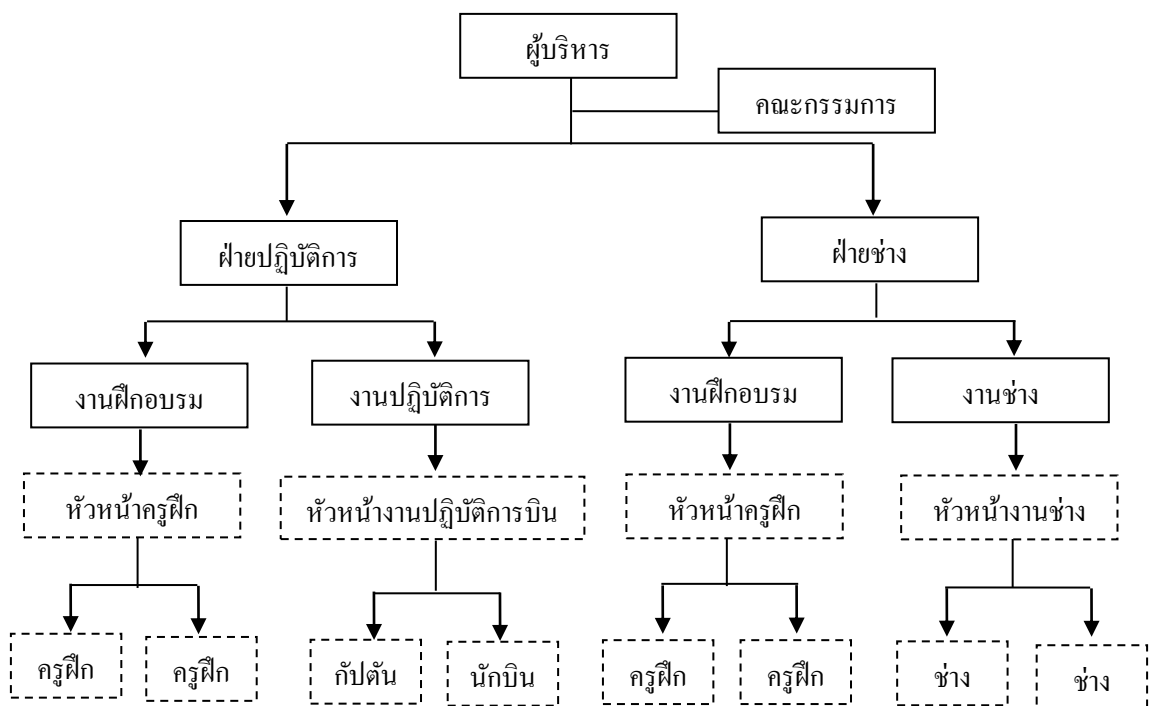 ผู้บริหาร
คณะกรรมการ
ฝ่ายปฏิบัติการ
ฝ่ายช่าง
งานฝึกอบรม
งานปฏิบัติการ
งานฝึกอบรม
งานช่าง
หัวหน้าครูฝึก
หัวหน้างานปฏิบัติการบิน
หัวหน้าครูฝึก
หัวหน้างานช่าง
ครูฝึก
ครูฝึก
กัปตัน
นักบิน
ครูฝึก
ครูฝึก
ช่าง
ช่าง